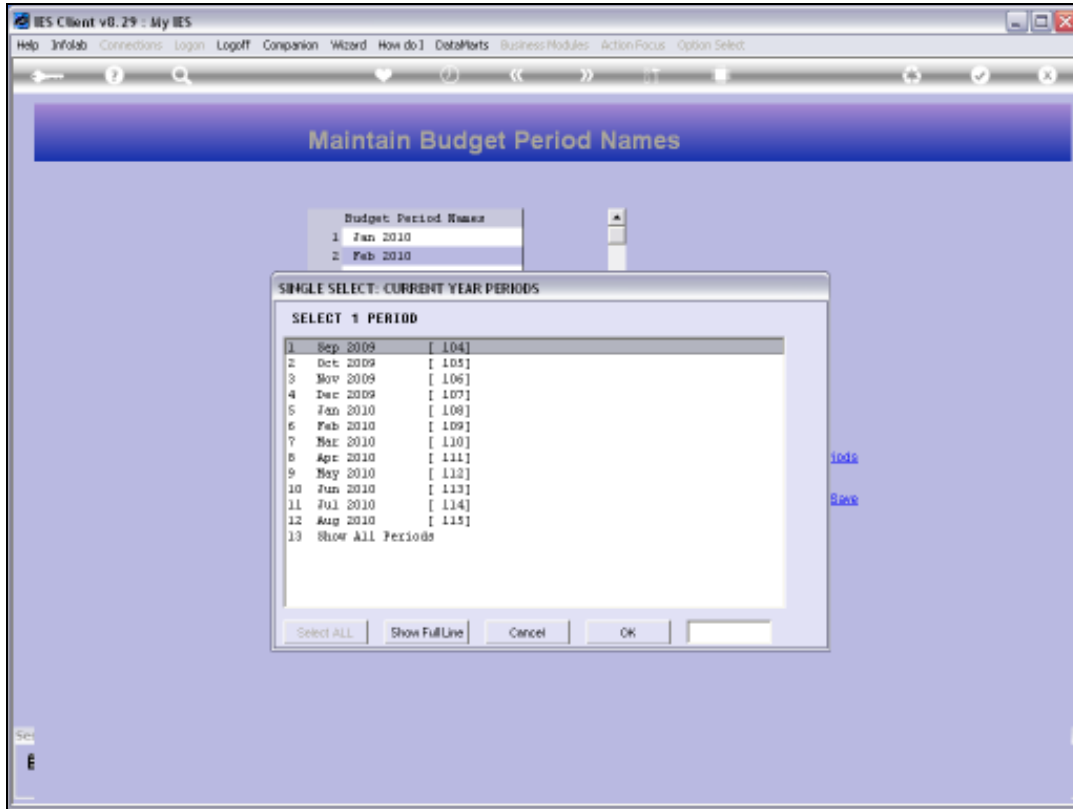 IES Client v8.29 : My IES
Help Infolab Connections Logon Logoff Companion Wizard How do I DataMarts Business Modules Action Focus Option Select
Maintain Budget Period Names
Budget Period Names
1 Jan 2010
2 Feb 2010
SINGLE SELECT: CURRENT YEAR PERIODS
SELECT 1 PERIOD
1 Sep 2009 [ 104]
2 Oct 2009 [ 105]
3 Nov 2009 [ 106]
4 Dec 2009 [ 107]
5 Jan 2010 [ 108]
6 Feb 2010 [ 109]
7 Mar 2010 [ 110]
8 Apr 2010 [ 111]
9 May 2010 [ 112]
10 Jun 2010 [ 113]
11 Jul 2010 [ 114]
12 Aug 2010 [ 115]
13 Show All Periods
iods
Save
Select ALL Show Full Line Cancel OK
Se